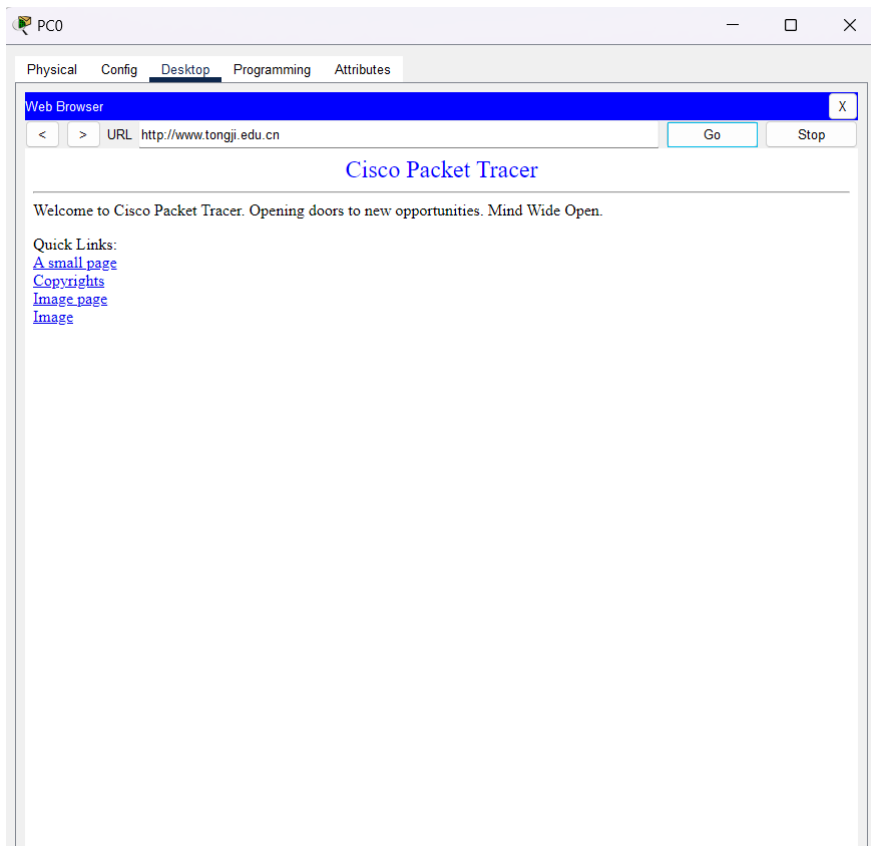 PC0
Physical Config Desktop Programming Attributes
Web Browser X
< > URL http://www.tongji.edu.cn Go Stop
Cisco Packet Tracer
Welcome to Cisco Packet Tracer. Opening doors to new opportunities. Mind Wide Open.
Quick Links:
A small page
Copyrights
Image page
Image